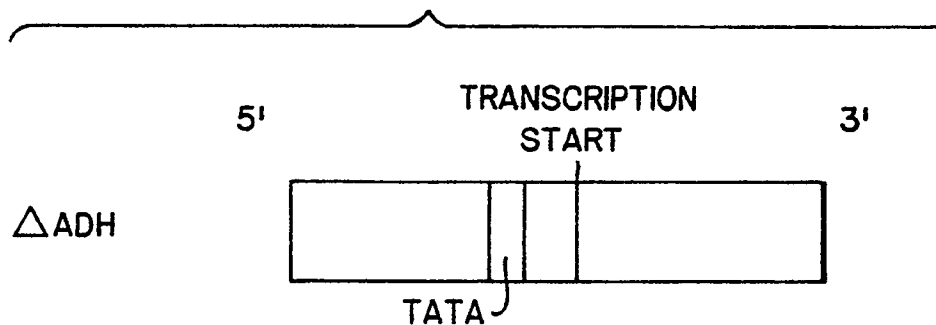 5'
TRANSCRIPTION
START
3'
△ADH
TATA